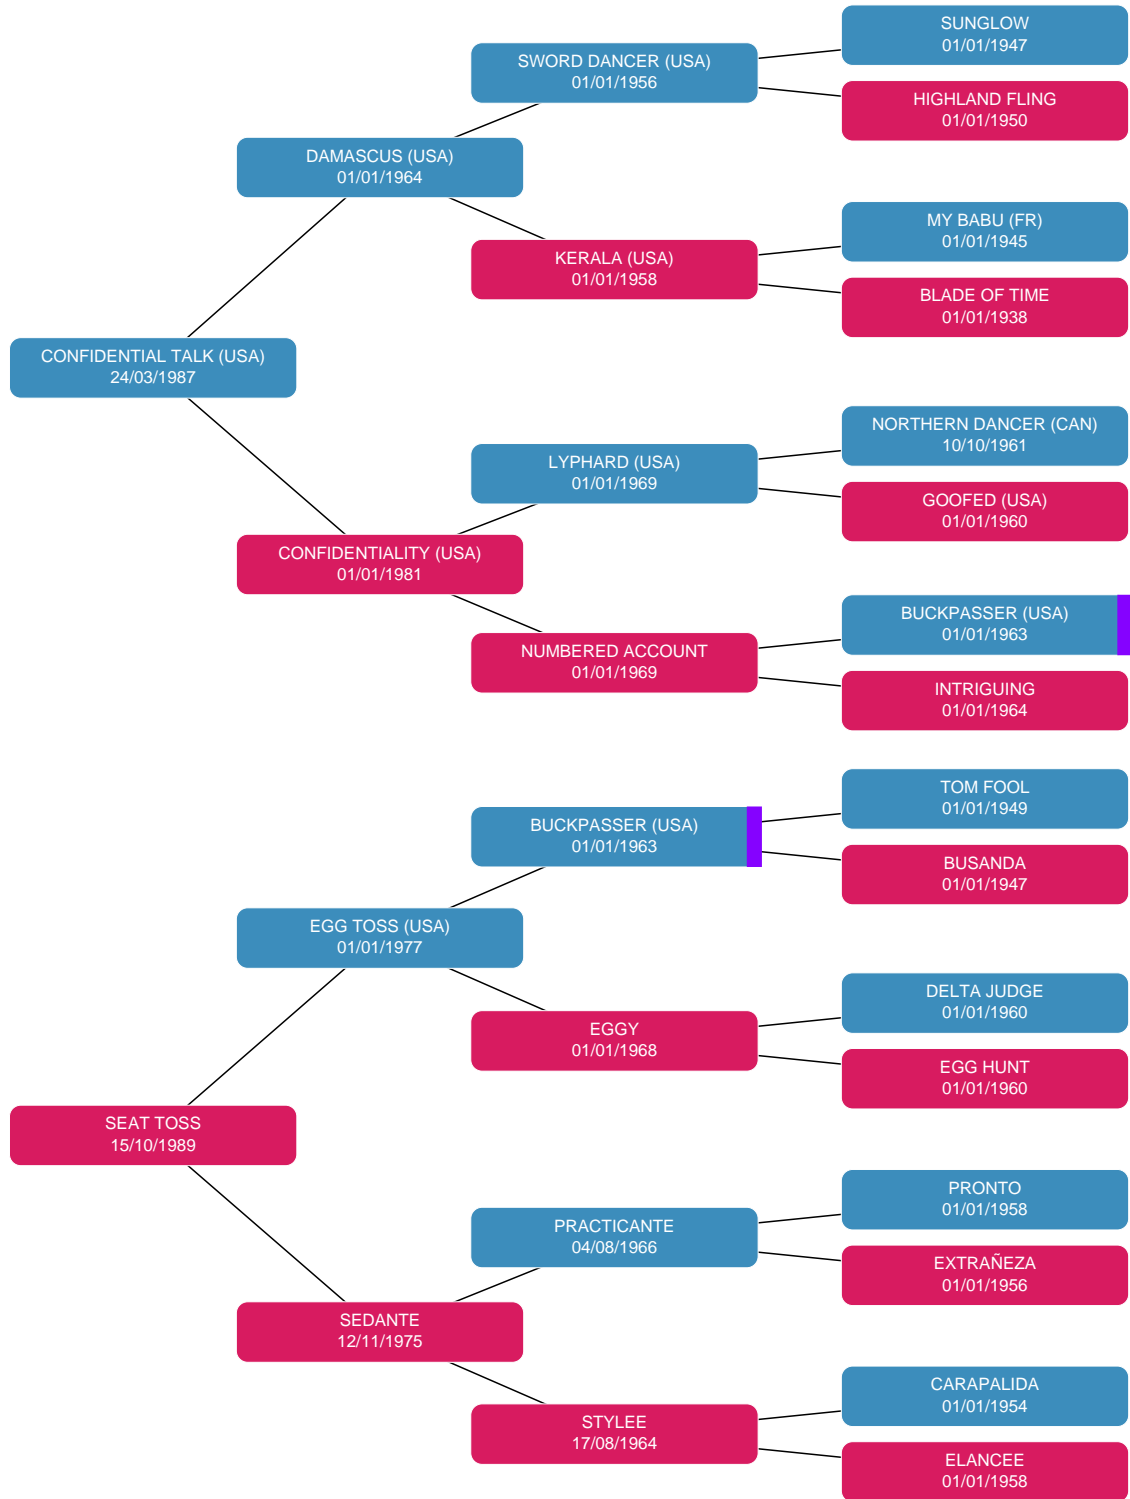 SUNGLOW
01/01/1947
SWORD DANCER (USA)
01/01/1956
HIGHLAND FLING
01/01/1950
DAMASCUS (USA)
01/01/1964
MY BABU (FR)
01/01/1945
KERALA (USA)
01/01/1958
BLADE OF TIME
01/01/1938
CONFIDENTIAL TALK (USA)
24/03/1987
NORTHERN DANCER (CAN)
10/10/1961
LYPHARD (USA)
01/01/1969
GOOFED (USA)
01/01/1960
CONFIDENTIALITY (USA)
01/01/1981
BUCKPASSER (USA)
01/01/1963
NUMBERED ACCOUNT
01/01/1969
INTRIGUING
01/01/1964
TOM FOOL
01/01/1949
BUCKPASSER (USA)
01/01/1963
BUSANDA
01/01/1947
EGG TOSS (USA)
01/01/1977
DELTA JUDGE
01/01/1960
EGGY
01/01/1968
EGG HUNT
01/01/1960
SEAT TOSS
15/10/1989
PRONTO
01/01/1958
PRACTICANTE
04/08/1966
EXTRAÑEZA
01/01/1956
SEDANTE
12/11/1975
CARAPALIDA
01/01/1954
STYLEE
17/08/1964
ELANCEE
01/01/1958